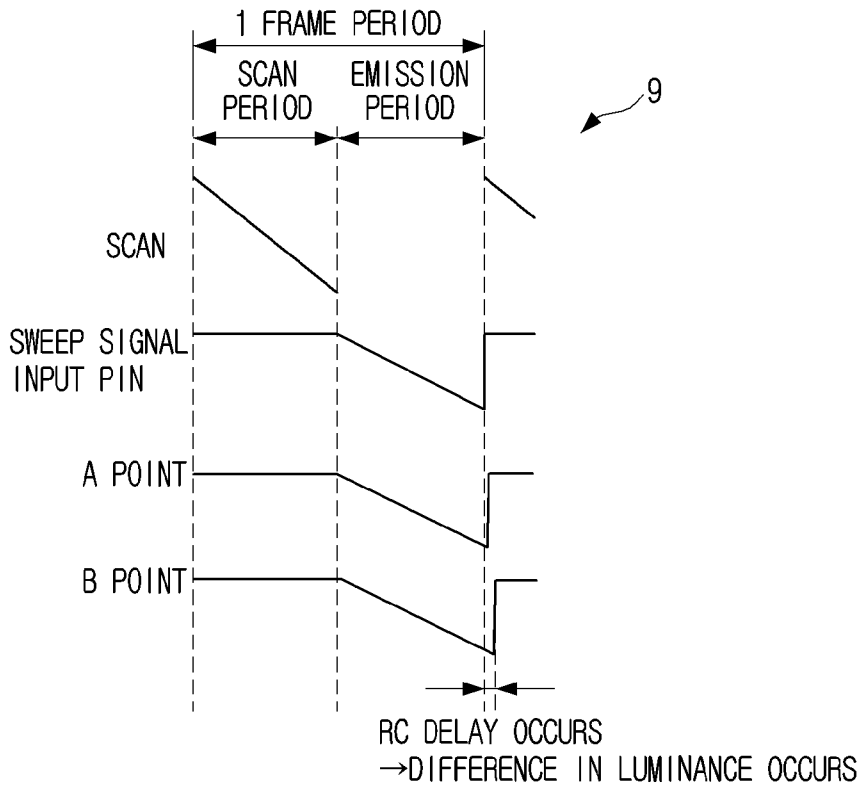 1 FRAME PERIOD
SCAN
PERIOD
EMISSION
PERIOD
9
SCAN
SWEEP SIGNAL
INPUT PIN
A POINT
B POINT
RC DELAY OCCURS
→DIFFERENCE IN LUMINANCE OCCURS